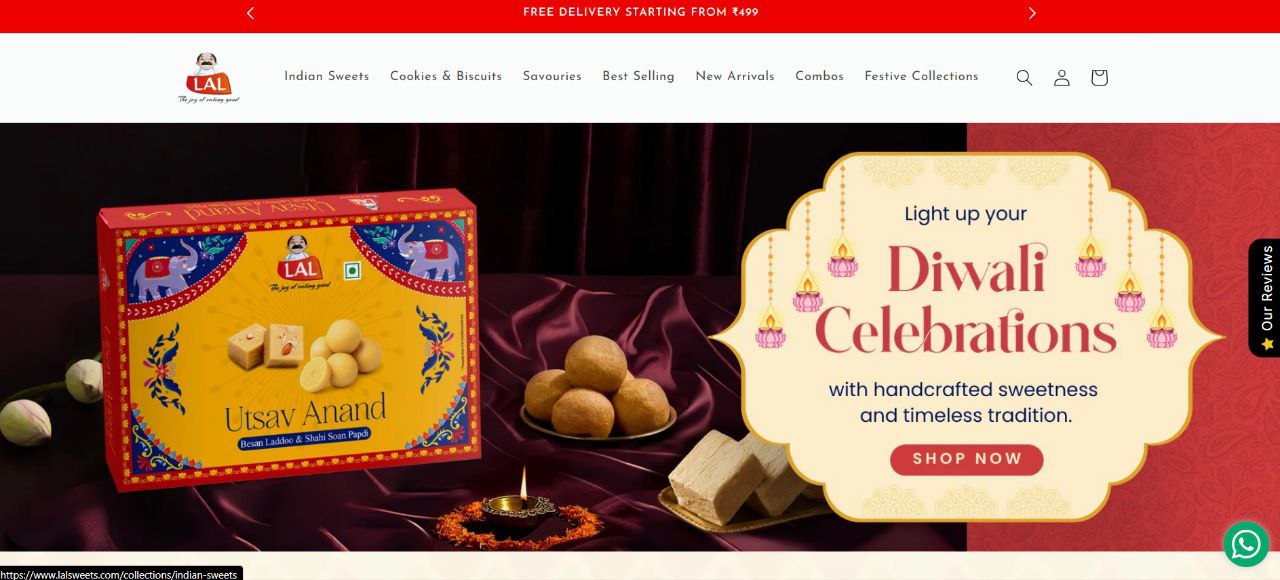 FREE DELIVERY STARTING FROM ₹499
LAL
The joy of eating good
Indian Sweets
Cookies & Biscuits
Savouries
Best Selling
New Arrivals
Combos
Festive Collections
Utsav Anand
LAL
The joy of eating good
Utsav Anand
Besan Laddoo & Shahi Soan Papdi
Light up your
Diwali
Celebrations
with handcrafted sweetness
and timeless tradition.
SHOP NOW
Our Reviews
https://www.lalsweets.com/collections/indian-sweets